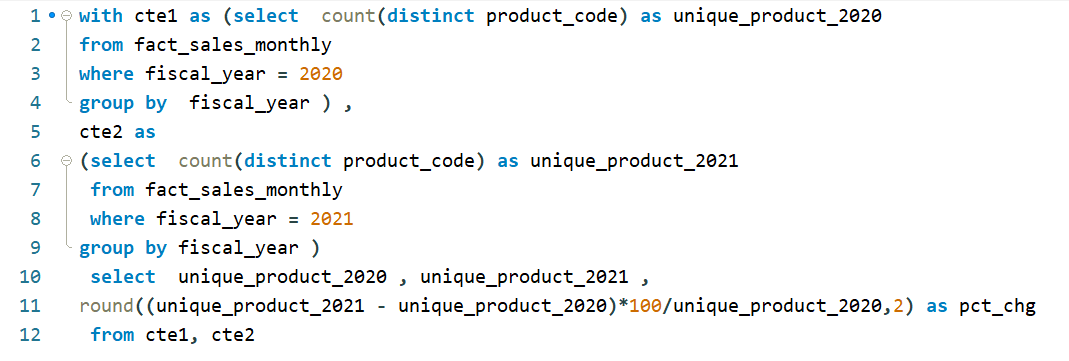 1 with cte1 as (select  count(distinct product_code) as unique_product_2020
2 from fact_sales_monthly
3 where fiscal_year = 2020
4 group by  fiscal_year ) ,
5 cte2 as
6 (select  count(distinct product_code) as unique_product_2021
7  from fact_sales_monthly
8  where fiscal_year = 2021
9 group by fiscal_year )
10  select  unique_product_2020 , unique_product_2021 ,
11 round((unique_product_2021 - unique_product_2020)*100/unique_product_2020,2) as pct_chg
12  from cte1, cte2